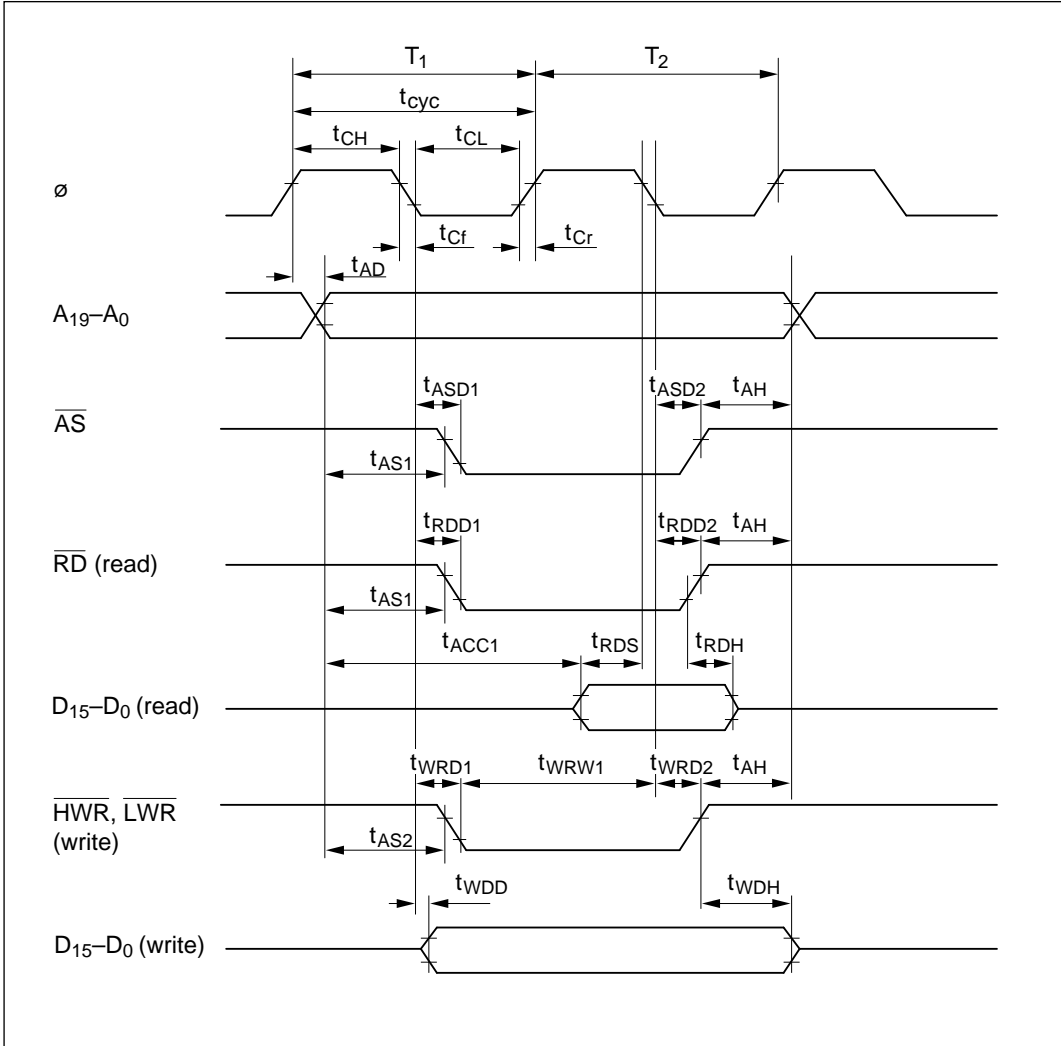 T1 T2
tcyc
tCH tCL
ø
tCf tCr
tAD
A19–A0
tASD1 tASD2 tAH
AS
tAS1
tRDD1 tRDD2 tAH
RD (read)
tAS1
tACC1 tRDS tRDH
D15–D0 (read)
tWRD1 tWRW1 tWRD2 tAH
HWR, LWR
(write)
tAS2
tWDD tWDH
D15–D0 (write)